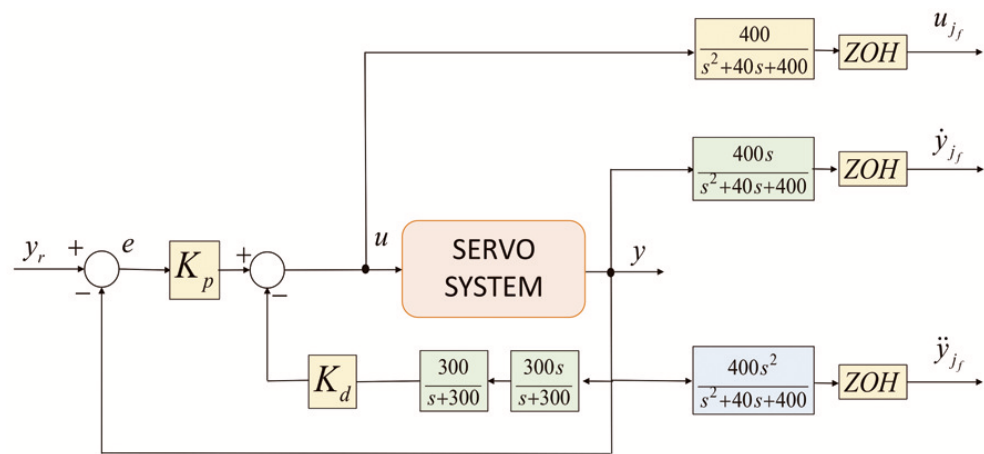 400
s²+40s+400
ZOH
u_{j_f}
400s
s²+40s+400
ZOH
ẏ_{j_f}
y_r
+
−
e
K_p
+
−
u
SERVO
SYSTEM
y
K_d
300
s+300
300s
s+300
400s²
s²+40s+400
ZOH
ÿ_{j_f}